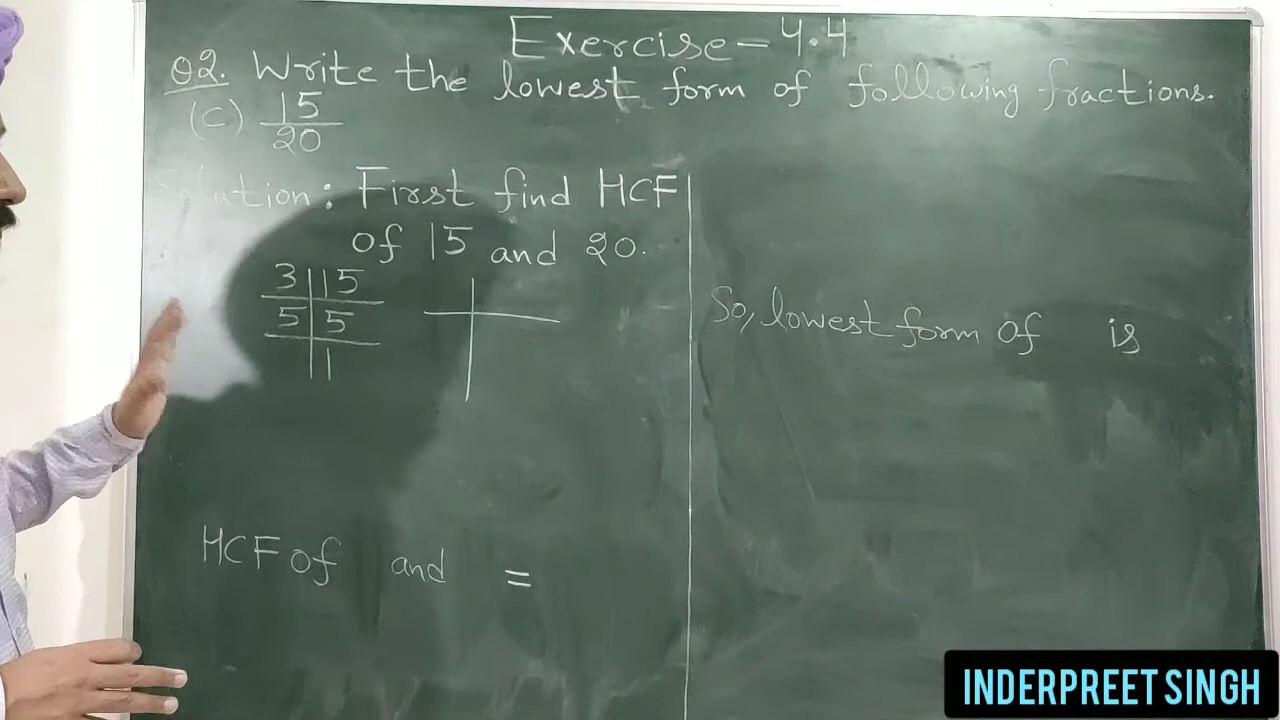 Exercise-4.4
Q2. Write the lowest form of following fractions.
(C) 15/20
Solution: First find HCF
of 15 and 20.
3 | 15
5 | 5
| 1
HCF of and =
So, lowest form of is
INDERPREET SINGH